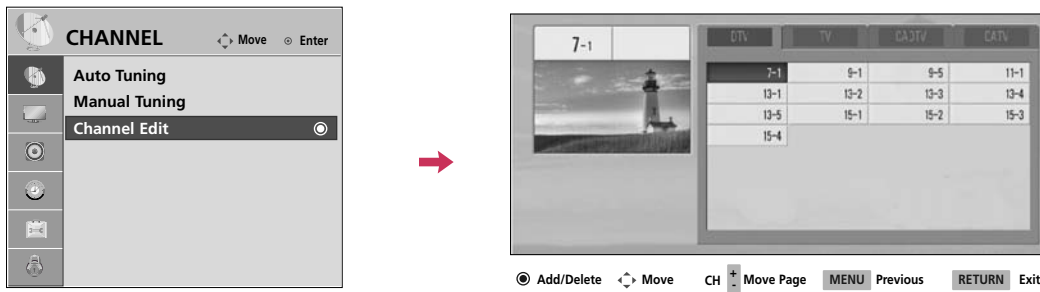 CHANNEL Move Enter
Auto Tuning
Manual Tuning
Channel Edit
7-1
DTV TV CADTV CATV
7-1 9-1 9-5 11-1
13-1 13-2 13-3 13-4
13-5 15-1 15-2 15-3
15-4
Add/Delete Move CH + - Move Page MENU Previous RETURN Exit